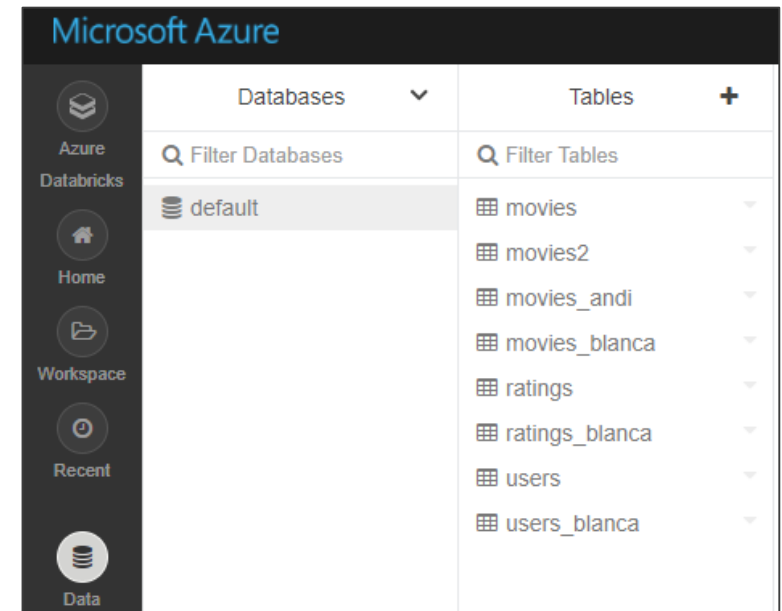 Microsoft Azure
Azure
Databricks
Home
Workspace
Recent
Data
Databases
Filter Databases
default
Tables
Filter Tables
movies
movies2
movies_andi
movies_blanca
ratings
ratings_blanca
users
users_blanca